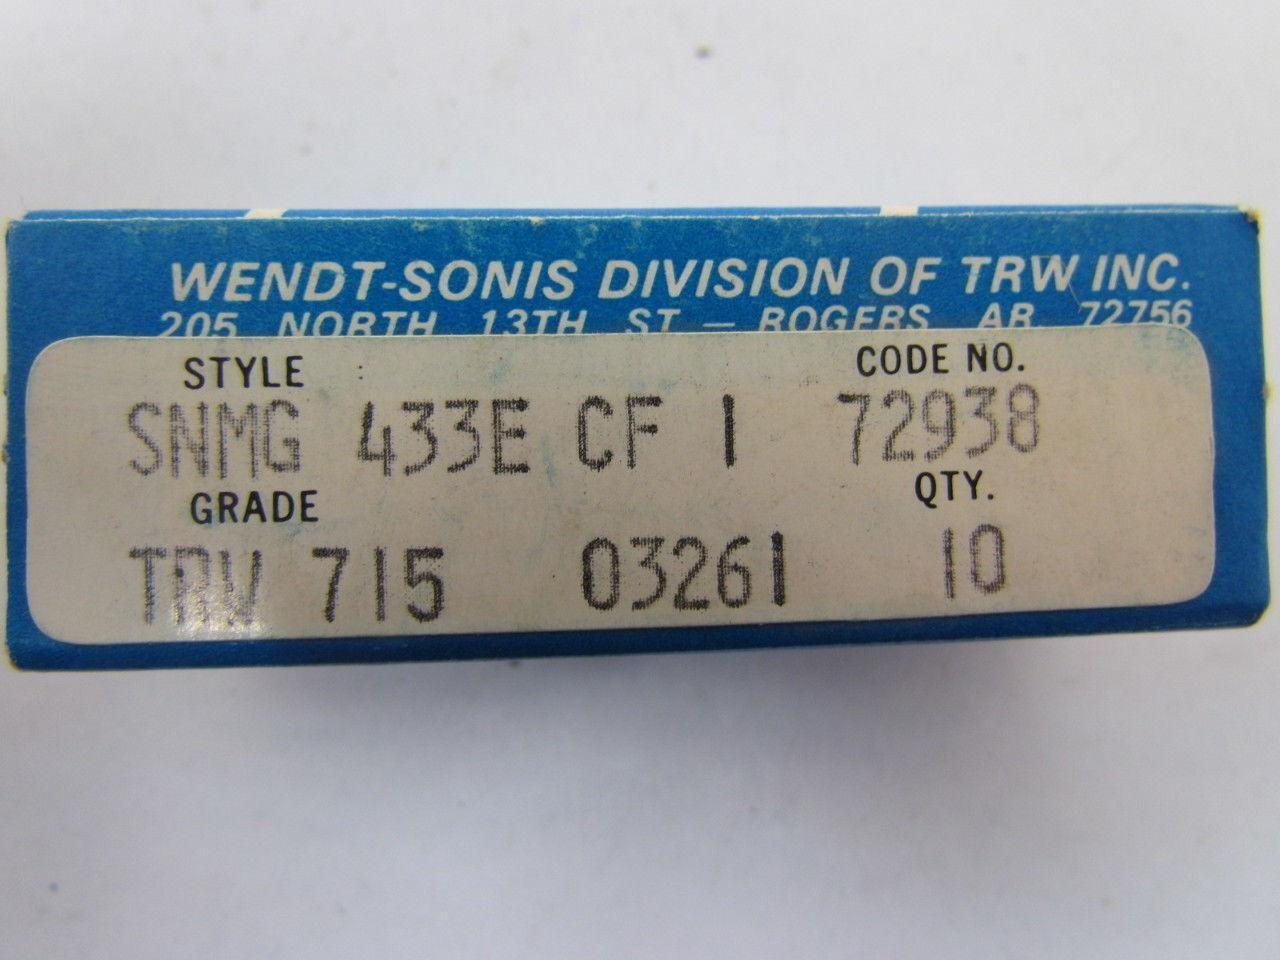 WENDT-SONIS DIVISION OF TRW INC.
205 NORTH 13TH ST — ROGERS AR. 72756
STYLE : CODE NO.
SNMG 433E CF 1 72938
GRADE QTY.
TRW 715 03261 10